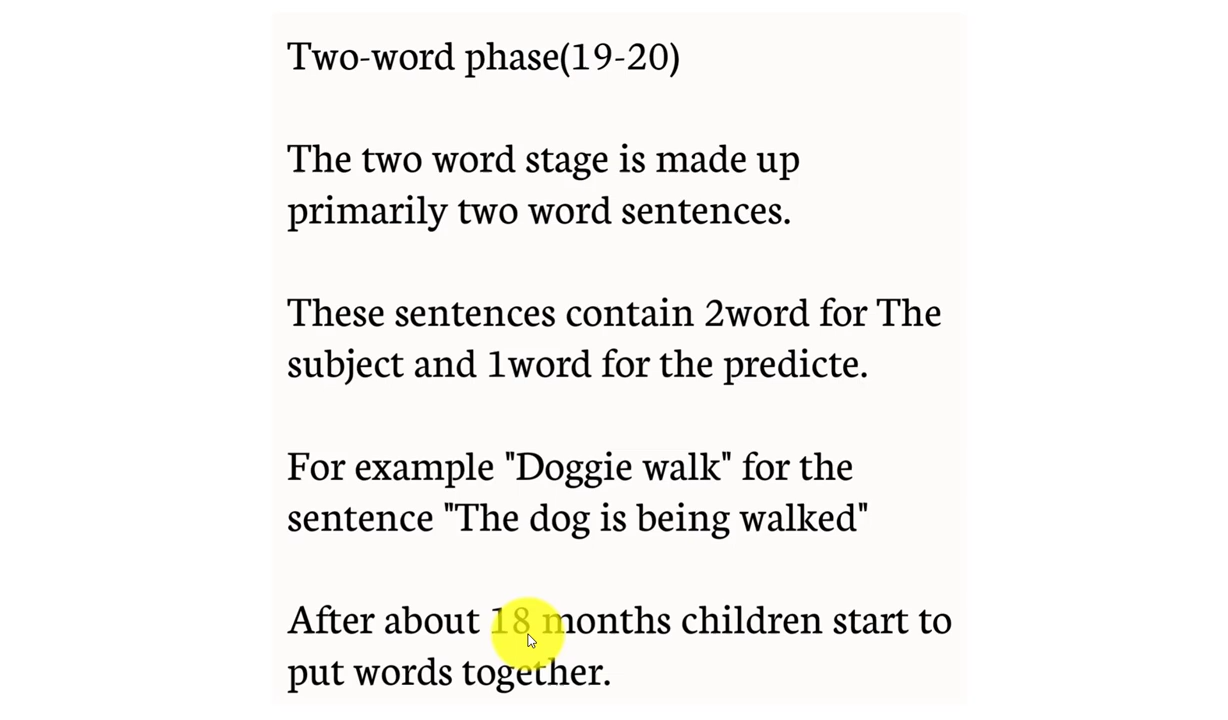 Two-word phase(19-20)
The two word stage is made up
primarily two word sentences.
These sentences contain 2word for The
subject and 1word for the predicte.
For example "Doggie walk" for the
sentence "The dog is being walked"
After about 18 months children start to
put words together.